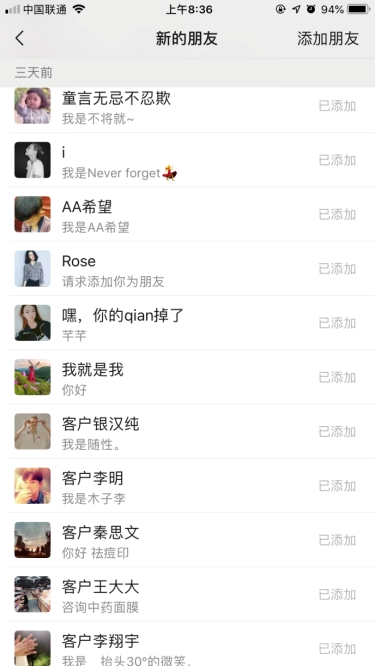 中国联通 上午8:36 94%
新的朋友 添加朋友
三天前
童言无忌不忍欺
我是不将就~ 已添加
i
我是Never forget 已添加
AA希望
我是AA希望 已添加
Rose
请求添加你为朋友 已添加
嘿，你的qian掉了
芊芊 已添加
我就是我
你好 已添加
客户银汉纯
我是随性。 已添加
客户李明
我是木子李 已添加
客户秦思文
你好 祛痘印 已添加
客户王大大
咨询中药面膜 已添加
客户李翔宇
我是 抬头30°的微笑、 已添加